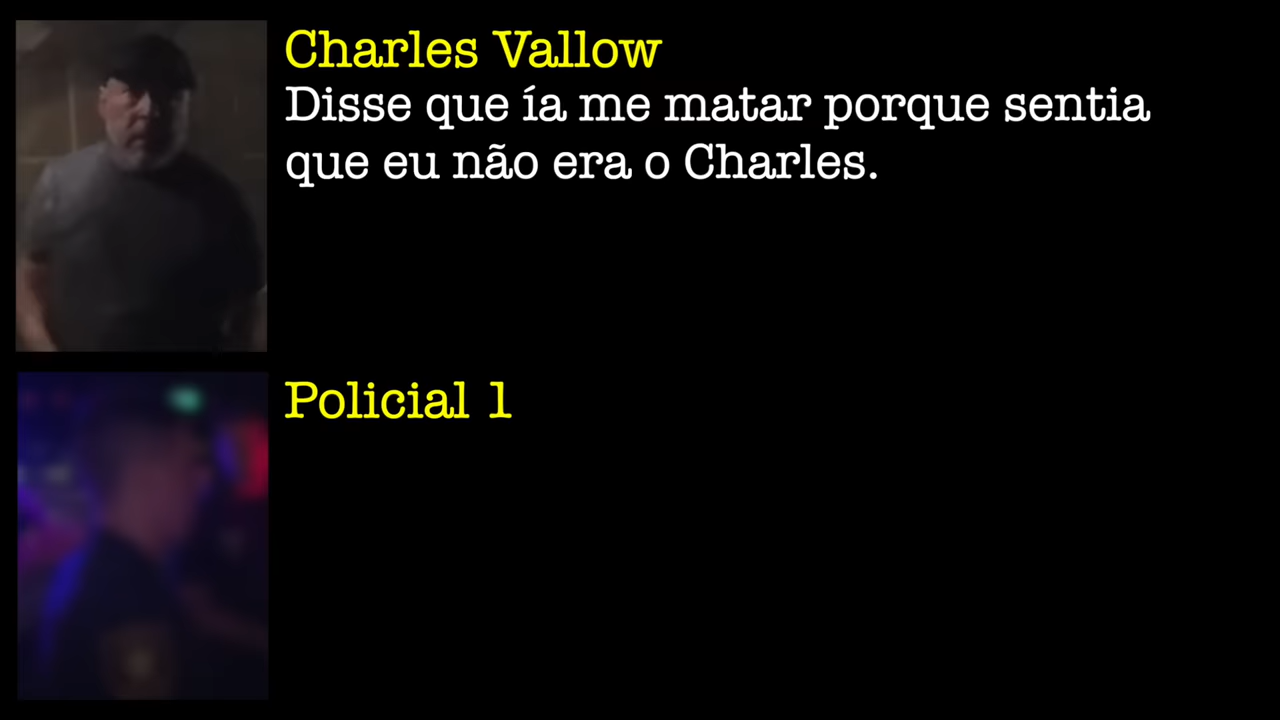 Charles Vallow
Disse que ía me matar porque sentia
que eu não era o Charles.
Policial 1